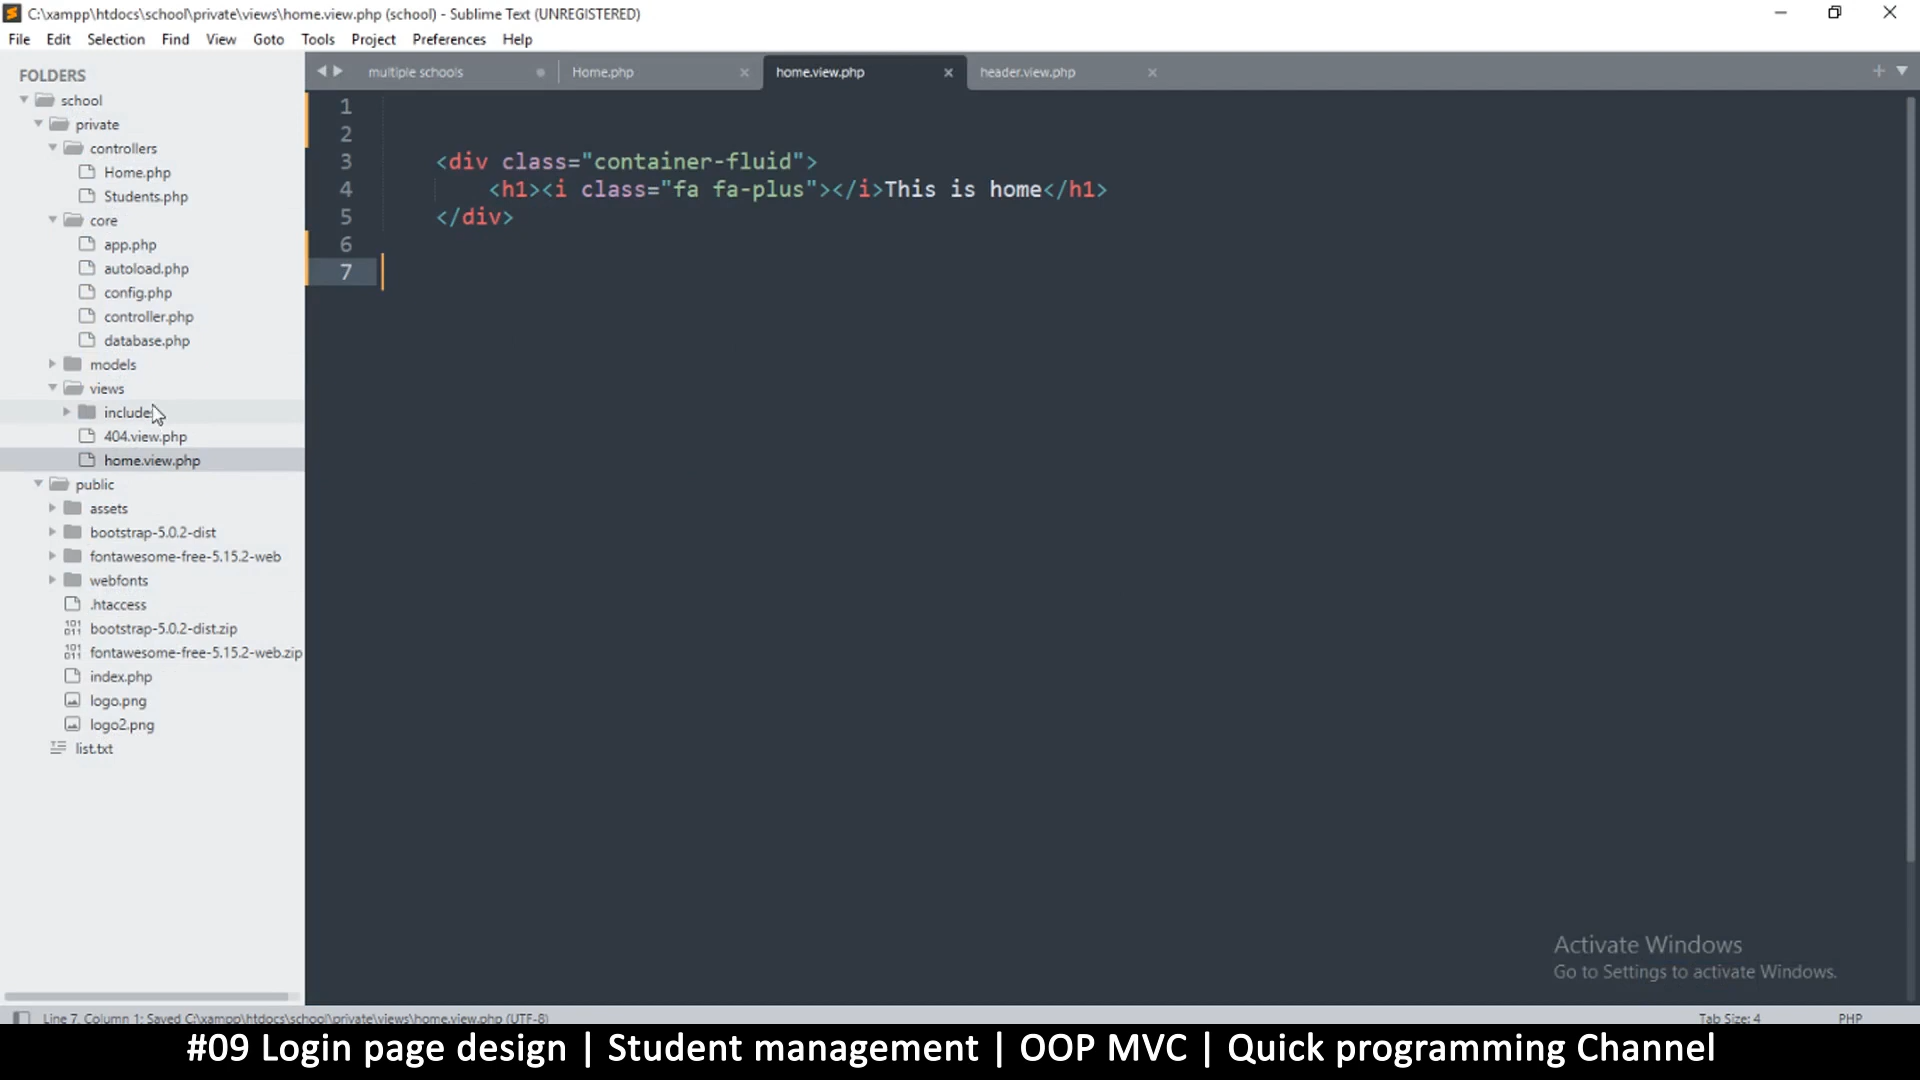 C:\xampp\htdocs\school\private\views\home.view.php (school) - Sublime Text (UNREGISTERED)
File Edit Selection Find View Goto Tools Project Preferences Help
FOLDERS
school
private
controllers
Home.php
Students.php
core
app.php
autoload.php
config.php
controller.php
database.php
models
views
include
404.view.php
home.view.php
public
assets
bootstrap-5.0.2-dist
fontawesome-free-5.15.2-web
webfonts
.htaccess
bootstrap-5.0.2-dist.zip
fontawesome-free-5.15.2-web.zip
index.php
logo.png
logo2.png
list.txt
multiple schools Home.php home.view.php header.view.php
1
2
3 <div class="container-fluid">
4 <h1><i class="fa fa-plus"></i>This is home</h1>
5 </div>
6
7
Activate Windows
Go to Settings to activate Windows.
Line 7, Column 1; Saved C:\xampp\htdocs\school\private\views\home.view.php (UTF-8) Tab Size: 4 PHP
#09 Login page design | Student management | OOP MVC | Quick programming Channel